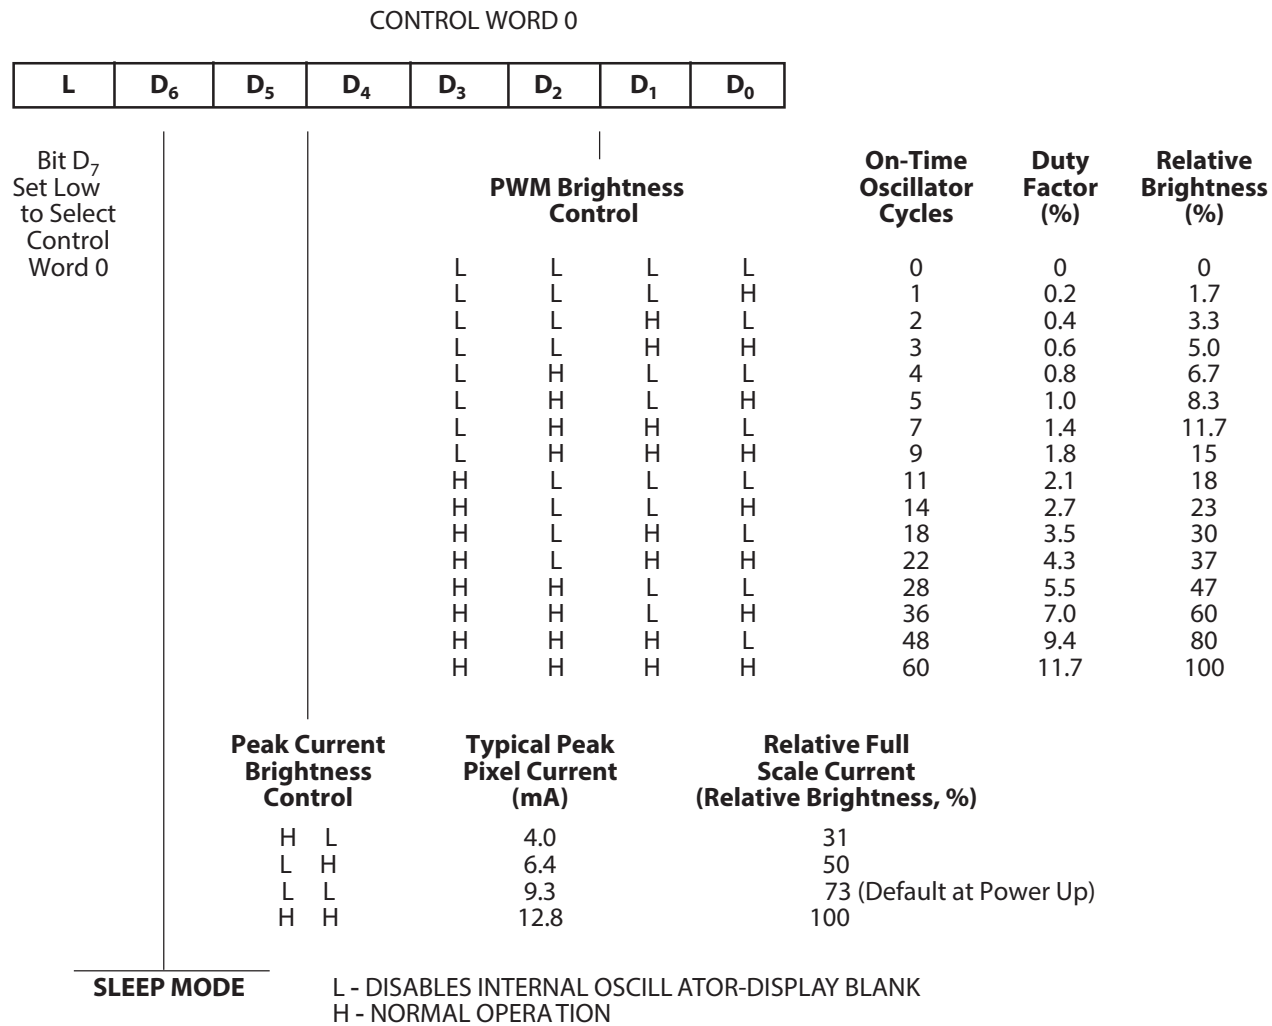 CONTROL WORD 0
L D6 D5 D4 D3 D2 D1 D0
Bit D7
Set Low
to Select
Control
Word 0
PWM Brightness
Control
On-Time
Oscillator
Cycles
Duty
Factor
(%)
Relative
Brightness
(%)
L L L L 0 0 0
L L L H 1 0.2 1.7
L L H L 2 0.4 3.3
L L H H 3 0.6 5.0
L H L L 4 0.8 6.7
L H L H 5 1.0 8.3
L H H L 7 1.4 11.7
L H H H 9 1.8 15
H L L L 11 2.1 18
H L L H 14 2.7 23
H L H L 18 3.5 30
H L H H 22 4.3 37
H H L L 28 5.5 47
H H L H 36 7.0 60
H H H L 48 9.4 80
H H H H 60 11.7 100
Peak Current
Brightness
Control
Typical Peak
Pixel Current
(mA)
Relative Full
Scale Current
(Relative Brightness, %)
H L 4.0 31
L H 6.4 50
L L 9.3 73 (Default at Power Up)
H H 12.8 100
SLEEP MODE
L - DISABLES INTERNAL OSCILL ATOR-DISPLAY BLANK
H - NORMAL OPERA TION